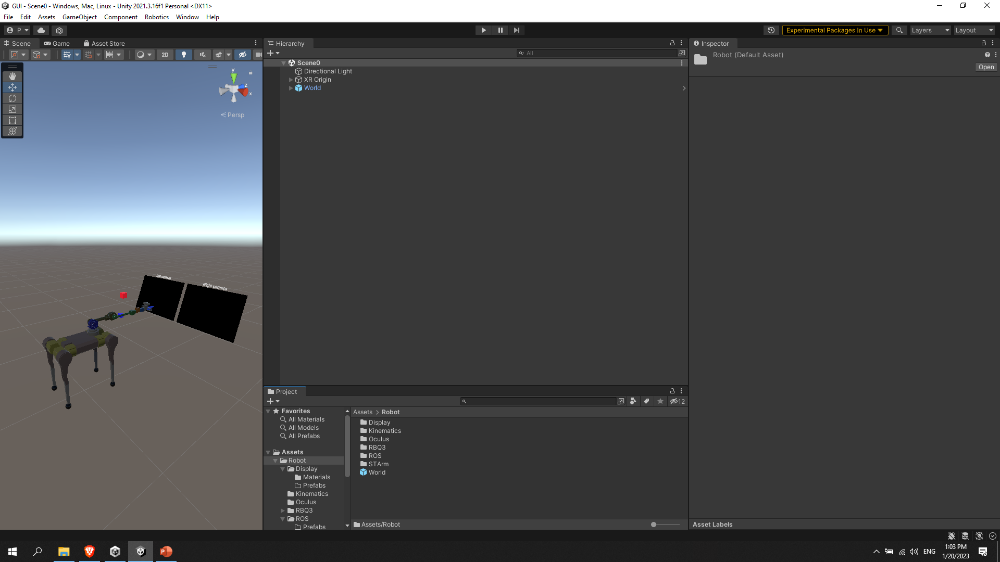 GUI - Scene0 - Windows, Mac, Linux - Unity 2021.3.16f1 Personal <DX11>
File Edit Assets GameObject Component Robotics Window Help
P
Experimental Packages In Use
Layers
Layout
Scene
Game
Asset Store
2D
y
z
x
Persp
Left camera
Right camera
Hierarchy
All
Scene0
Directional Light
XR Origin
World
Project
12
Favorites
All Materials
All Models
All Prefabs
Assets
Robot
Display
Materials
Prefabs
Kinematics
Oculus
RBQ3
ROS
Prefabs
Assets > Robot
Display
Kinematics
Oculus
RBQ3
ROS
STArm
World
Assets/Robot
Inspector
Robot (Default Asset)
Open
Asset Labels
ENG
1:03 PM
1/20/2023